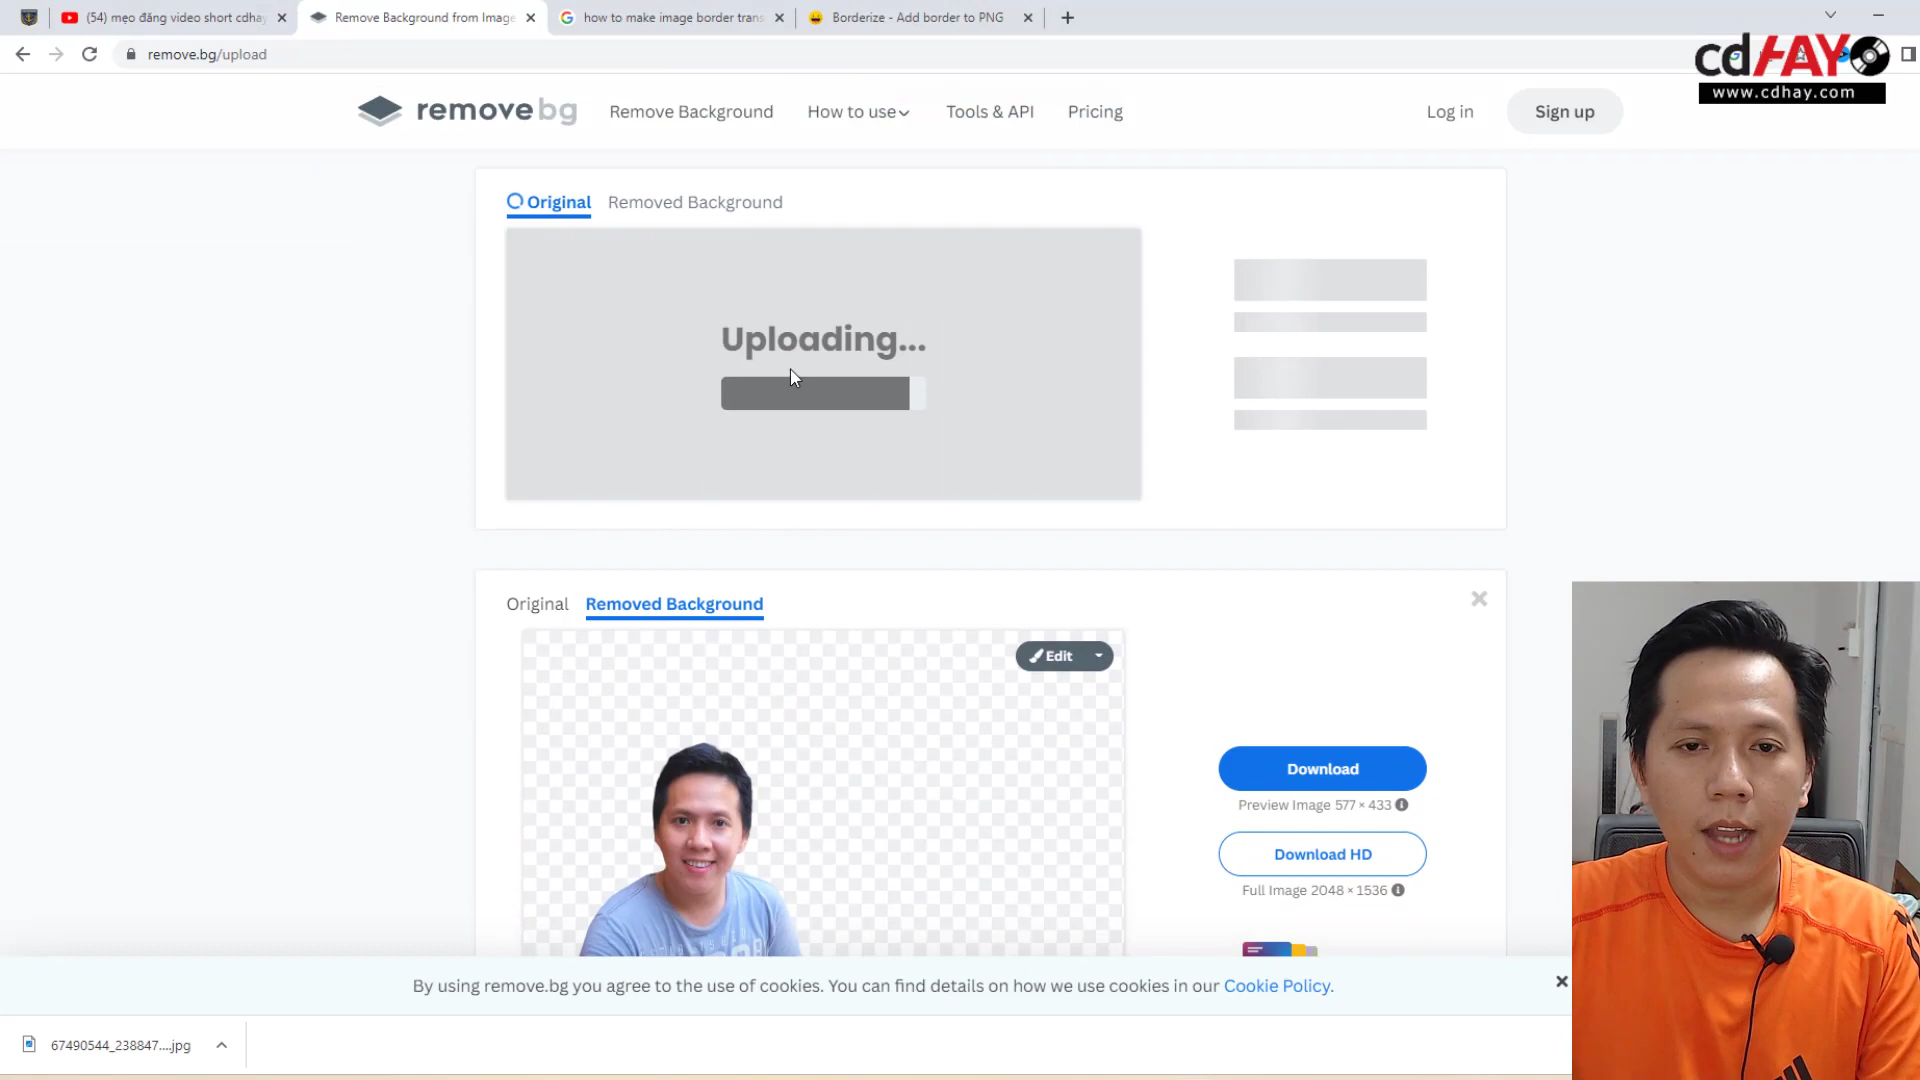 (54) mẹo đăng video short cdhay
Remove Background from Image
how to make image border trans
Borderize - Add border to PNG
remove.bg/upload
cdHAY
www.cdhay.com
removebg
Remove Background
How to use
Tools & API
Pricing
Log in
Sign up
Original
Removed Background
Uploading...
Original
Removed Background
Edit
Download
Preview Image 577 × 433
Download HD
Full Image 2048 × 1536
By using remove.bg you agree to the use of cookies. You can find details on how we use cookies in our Cookie Policy.
67490544_238847....jpg